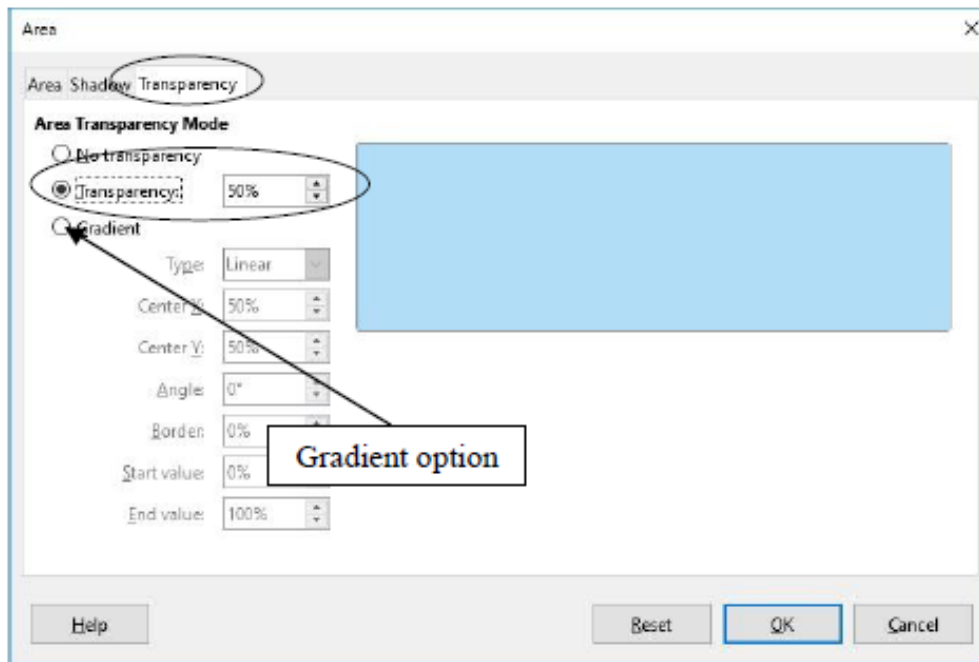 Area
Area Shadow Transparency
Area Transparency Mode
No transparency
Transparency: 50%
Gradient
Type: Linear
Center X: 50%
Center Y: 50%
Angle: 0°
Border: 0%
Gradient option
Start value: 0%
End value: 100%
Help Reset OK Cancel